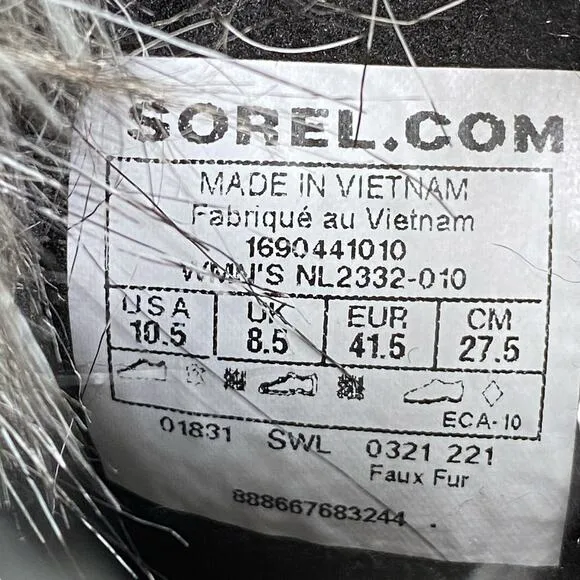 SOREL.COM
MADE IN VIETNAM
Fabriqué au Vietnam
1690441010
WMN'S NL2332-010
USA UK EUR CM
10.5 8.5 41.5 27.5
ECA-10
01831 SWL 0321 221
Faux Fur
888667683244